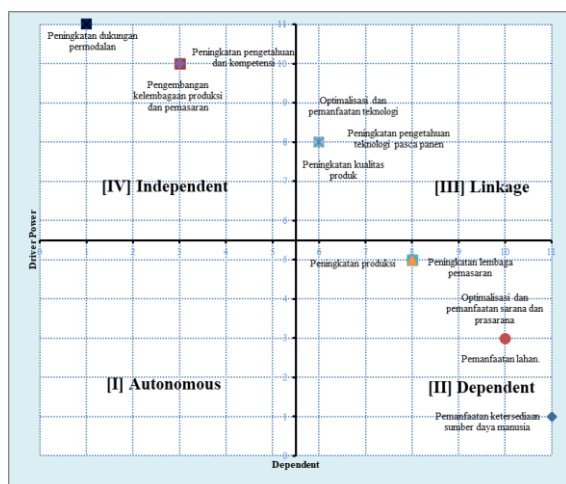 11
Peningkatan dukungan
permodalan
Peningkatan pengetahuan
dan kompetensi
10
Pengembangan
kelembagaan produksi
dan pemasaran
9
Optimalisasi dan
pemanfaatan teknologi
8
Peningkatan pengetahuan
teknologi pasca panen
Peningkatan kualitas
produk
7
[IV] Independent
[III] Linkage
6
Driver Power
0 1 2 3 4 5 6 7 8 9 10 11
5
Peningkatan produksi
Peningkatan lembaga
pemasaran
4
Optimalisasi dan
pemanfaatan sarana dan
prasarana
3
Pemanfaatan lahan.
2
[I] Autonomous
[II] Dependent
1
Pemanfaatan ketersediaan
sumber daya manusia
0
Dependent